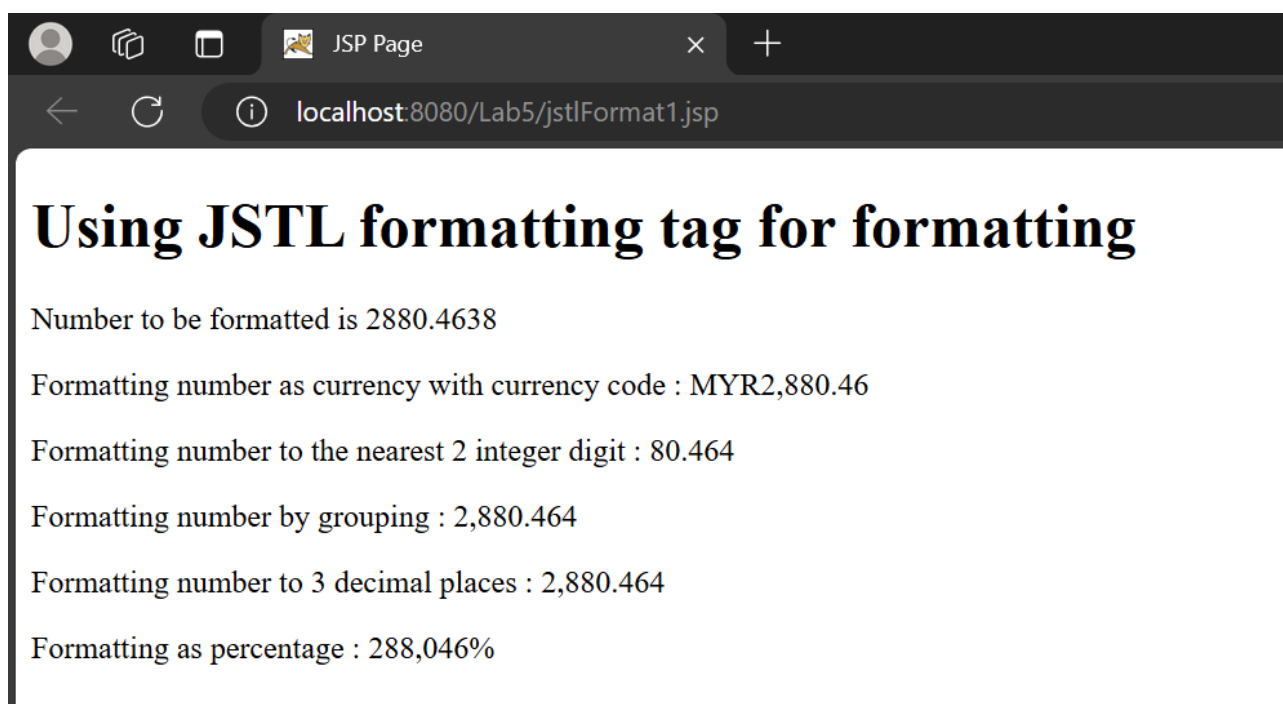 JSP Page
localhost:8080/Lab5/jstlFormat1.jsp
Using JSTL formatting tag for formatting
Number to be formatted is 2880.4638
Formatting number as currency with currency code : MYR2,880.46
Formatting number to the nearest 2 integer digit : 80.464
Formatting number by grouping : 2,880.464
Formatting number to 3 decimal places : 2,880.464
Formatting as percentage : 288,046%